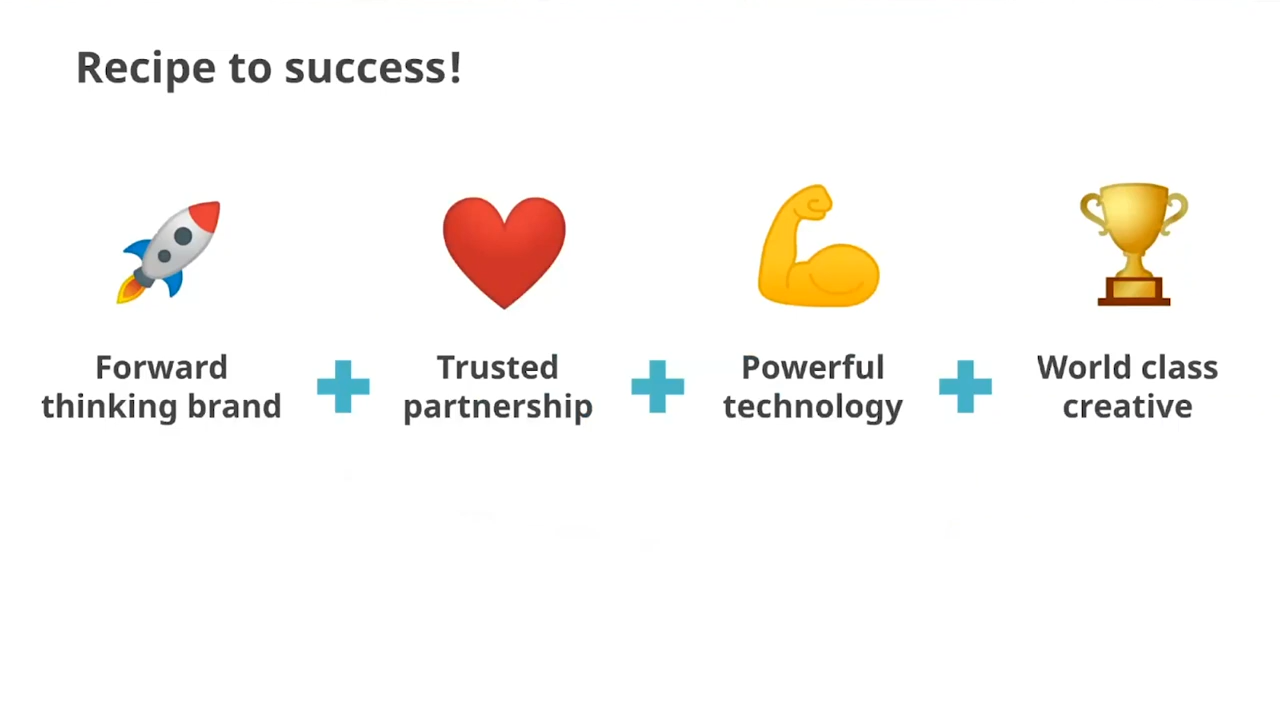 Recipe to success!
Forward
thinking brand
Trusted
partnership
Powerful
technology
World class
creative